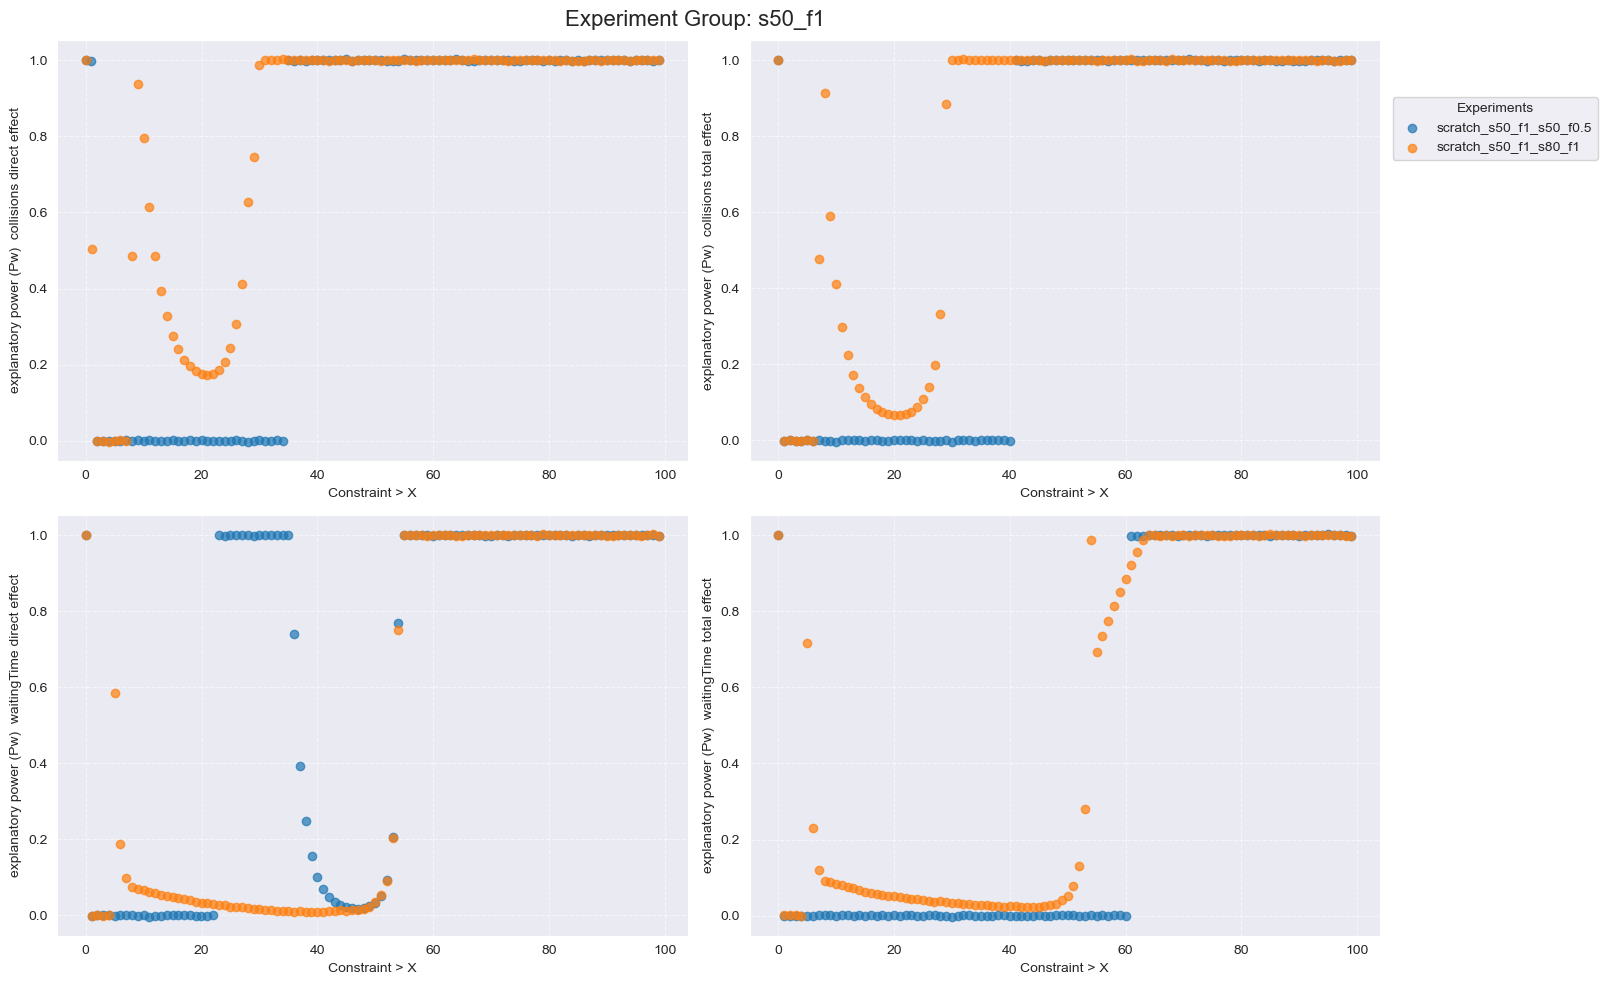 Experiment Group: s50_f1
explanatory power (Pw)  collisions direct effect
1.0
0.8
0.6
0.4
0.2
0.0
0 20 40 60 80 100
Constraint > X
explanatory power (Pw)  collisions total effect
1.0
0.8
0.6
0.4
0.2
0.0
0 20 40 60 80 100
Constraint > X
Experiments
scratch_s50_f1_s50_f0.5
scratch_s50_f1_s80_f1
explanatory power (Pw)  waitingTime direct effect
1.0
0.8
0.6
0.4
0.2
0.0
0 20 40 60 80 100
Constraint > X
explanatory power (Pw)  waitingTime total effect
1.0
0.8
0.6
0.4
0.2
0.0
0 20 40 60 80 100
Constraint > X